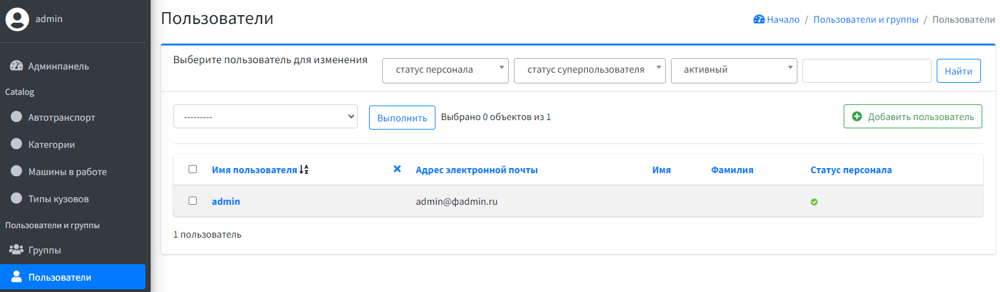 admin
Админпанель
Catalog
Автотранспорт
Категории
Машины в работе
Типы кузовов
Пользователи и группы
Группы
Пользователи
Пользователи
Начало / Пользователи и группы / Пользователи
Выберите пользователь для изменения статус персонала статус суперпользователя активный Найти
--------- Выполнить Выбрано 0 объектов из 1 Добавить пользователь
Имя пользователя Адрес электронной почты Имя Фамилия Статус персонала
admin admin@фadmin.ru
1 пользователь